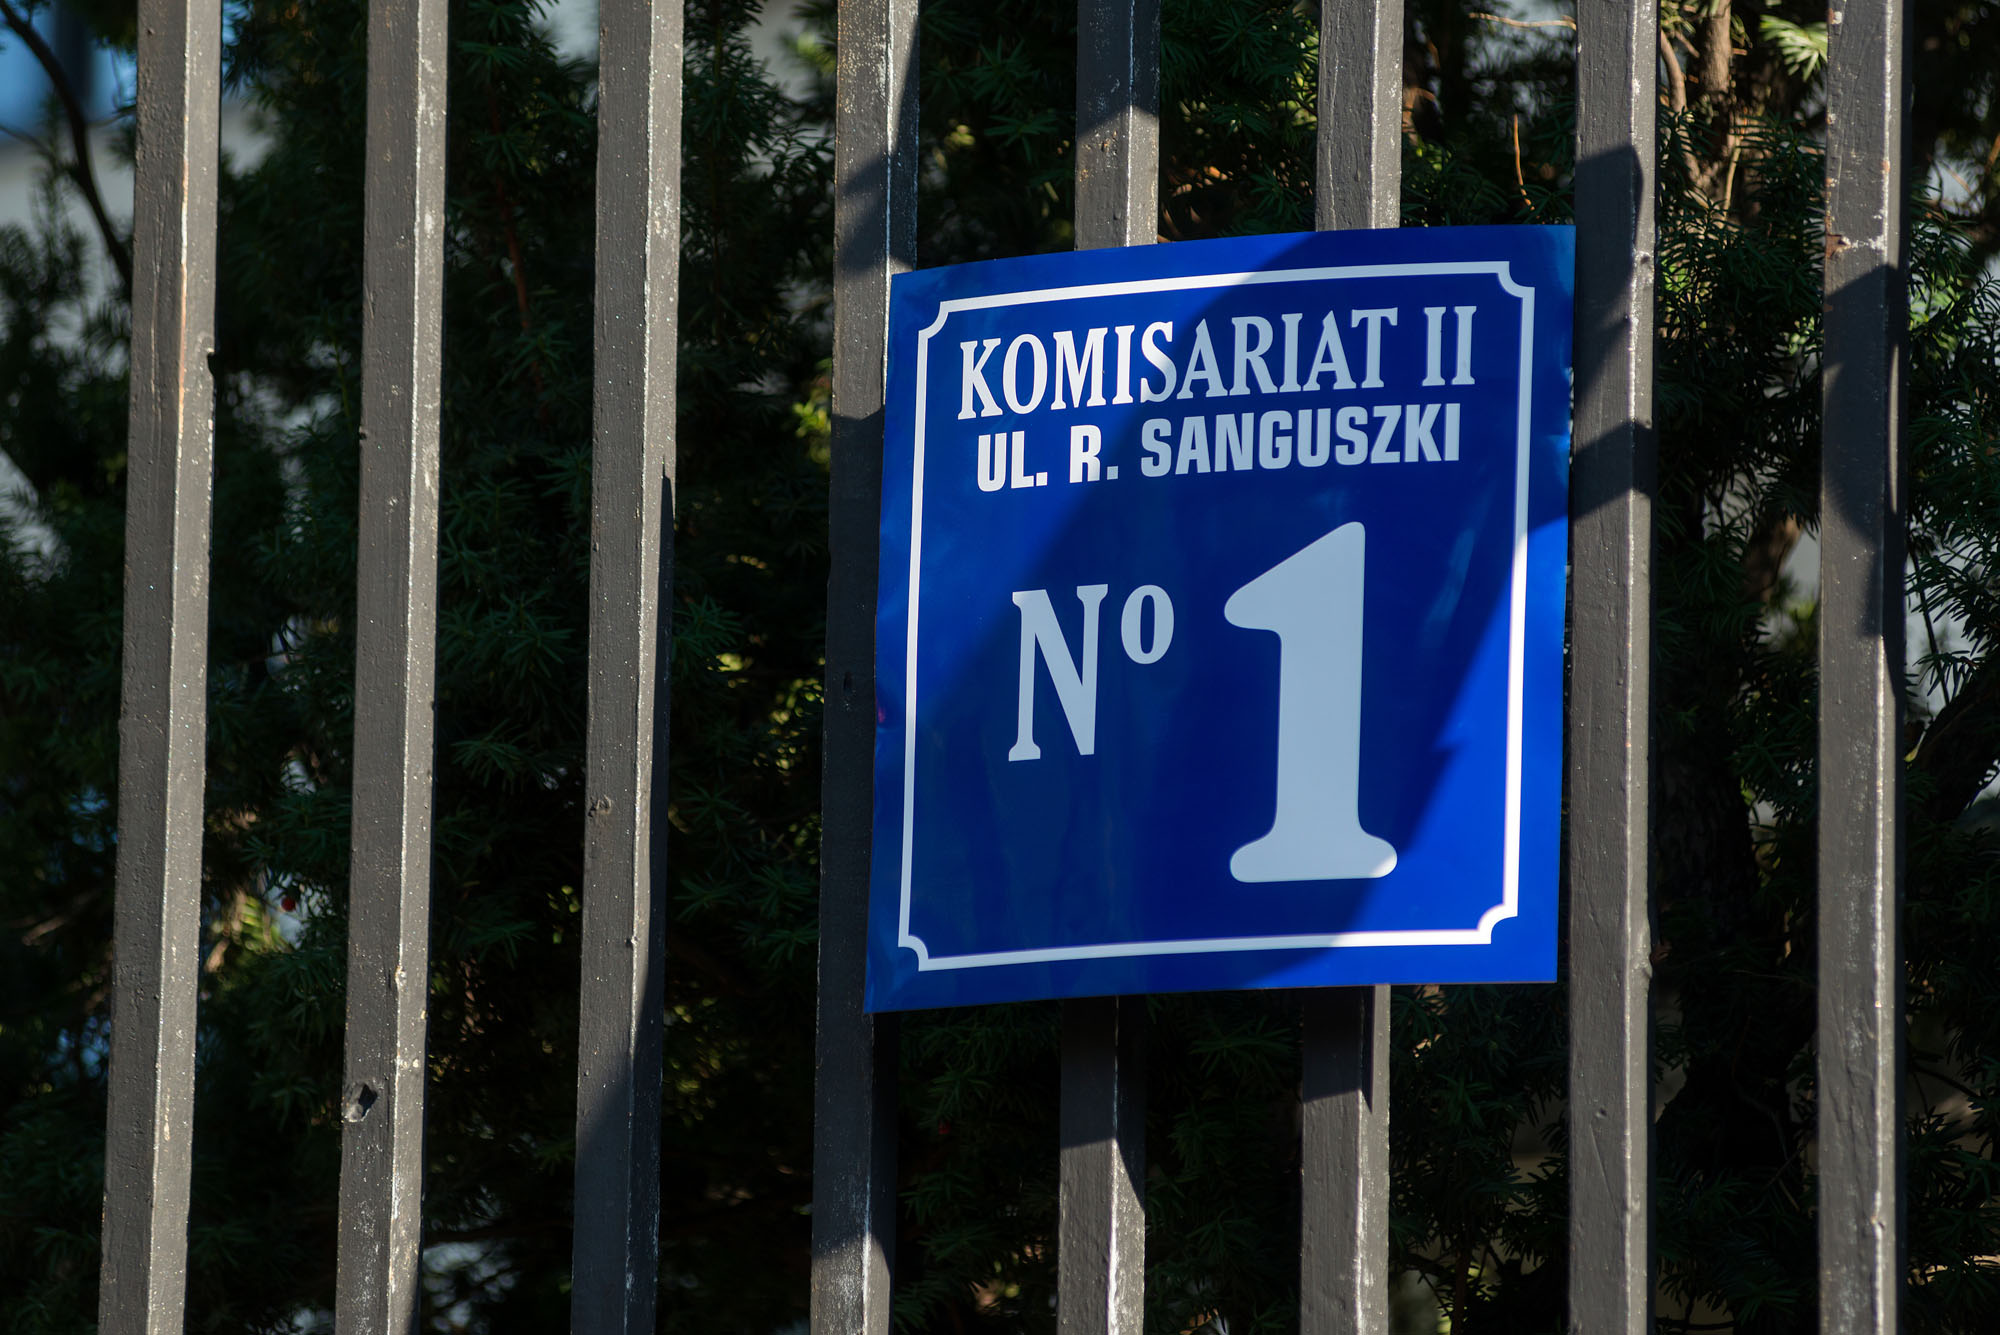 KOMISARIAT II
UL. R. SANGUSZKI
Nº 1